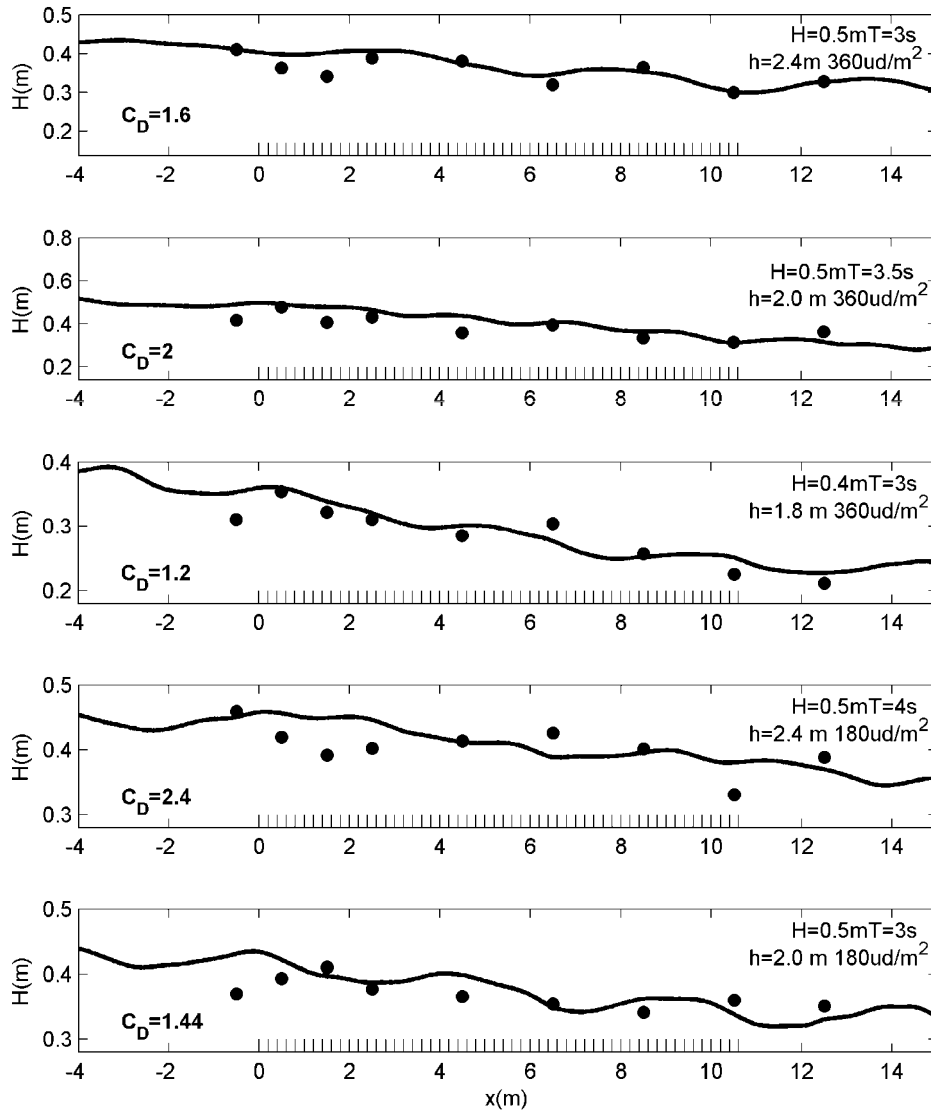 0.5
0.4
0.3
0.2
H(m)
H=0.5mT=3s
h=2.4m 360ud/m²
C_D=1.6
-4 -2 0 2 4 6 8 10 12 14
0.8
0.6
0.4
0.2
H(m)
H=0.5mT=3.5s
h=2.0 m 360ud/m²
C_D=2
-4 -2 0 2 4 6 8 10 12 14
0.4
0.3
0.2
H(m)
H=0.4mT=3s
h=1.8 m 360ud/m²
C_D=1.2
-4 -2 0 2 4 6 8 10 12 14
0.5
0.4
0.3
H(m)
H=0.5mT=4s
h=2.4 m 180ud/m²
C_D=2.4
-4 -2 0 2 4 6 8 10 12 14
0.5
0.4
0.3
H(m)
H=0.5mT=3s
h=2.0 m 180ud/m²
C_D=1.44
-4 -2 0 2 4 6 8 10 12 14
x(m)